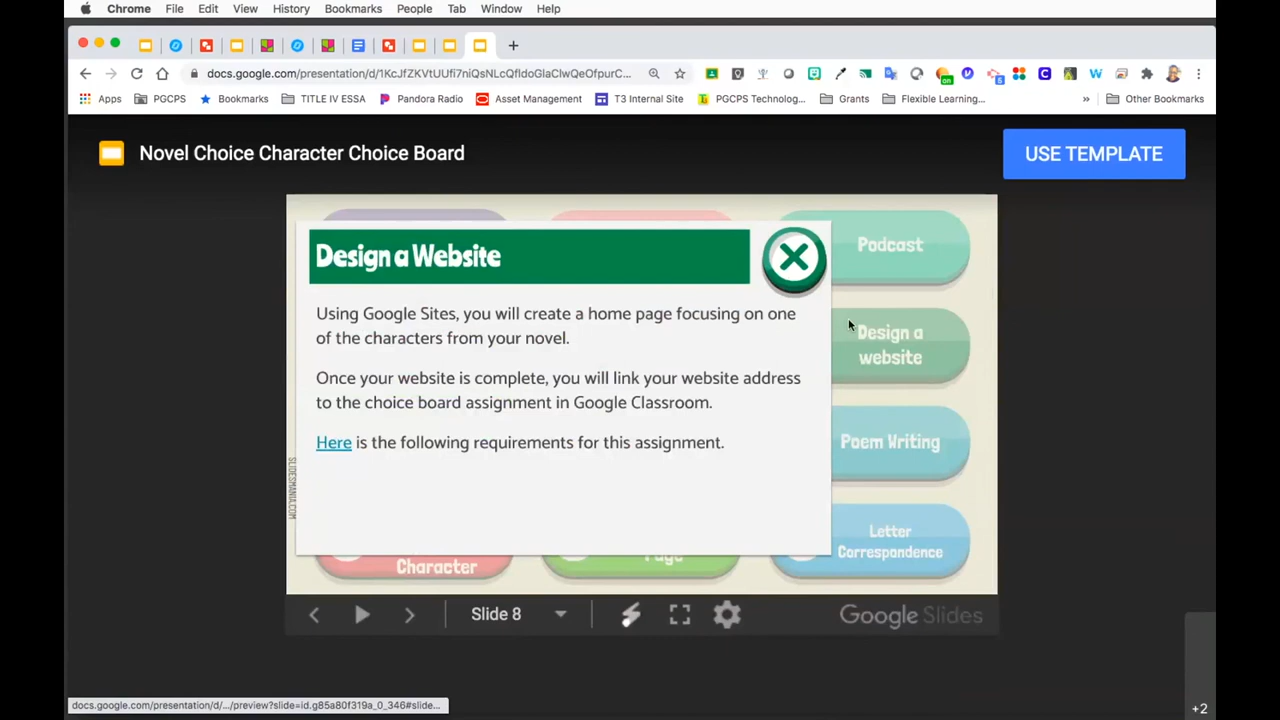 Chrome File Edit View History Bookmarks People Tab Window Help
docs.google.com/presentation/d/1KcJfZKVtUUfi7niQsNLcQfIdoGlaClwQeOfpurC...
Apps PGCPS Bookmarks TITLE IV ESSA Pandora Radio Asset Management T3 Internal Site PGCPS Technolog... Grants Flexible Learning... » Other Bookmarks
Novel Choice Character Choice Board
USE TEMPLATE
Podcast
Design a Website
Using Google Sites, you will create a home page focusing on one
of the characters from your novel.
Design a
website
Once your website is complete, you will link your website address
to the choice board assignment in Google Classroom.
Here is the following requirements for this assignment.
Poem Writing
SLIDESMANIA.COM
Letter
Correspondence
Character
Page
Slide 8
Google Slides
docs.google.com/presentation/d/.../preview?slide=id.g85a80f319a_0_346#slide...
+2